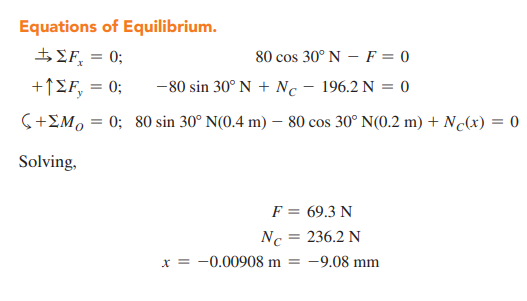 Equations of Equilibrium.
⇾+ ΣFₓ = 0; 80 cos 30° N − F = 0
+↑ΣF_y = 0; −80 sin 30° N + N_C − 196.2 N = 0
↺+ΣM_O = 0; 80 sin 30° N(0.4 m) − 80 cos 30° N(0.2 m) + N_C(x) = 0
Solving,
F = 69.3 N
N_C = 236.2 N
x = −0.00908 m = −9.08 mm